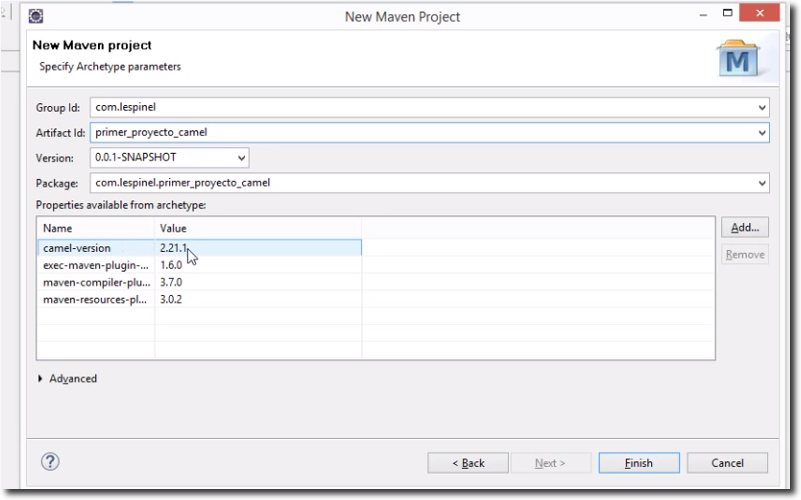 New Maven Project
New Maven project
Specify Archetype parameters
M
Group Id: com.lespinel
Artifact Id: primer_proyecto_camel
Version: 0.0.1-SNAPSHOT
Package: com.lespinel.primer_proyecto_camel
Properties available from archetype:
Name Value
camel-version 2.21.1
exec-maven-plugin-... 1.6.0
maven-compiler-plu... 3.7.0
maven-resources-pl... 3.0.2
Add...
Remove
Advanced
?
< Back Next > Finish Cancel